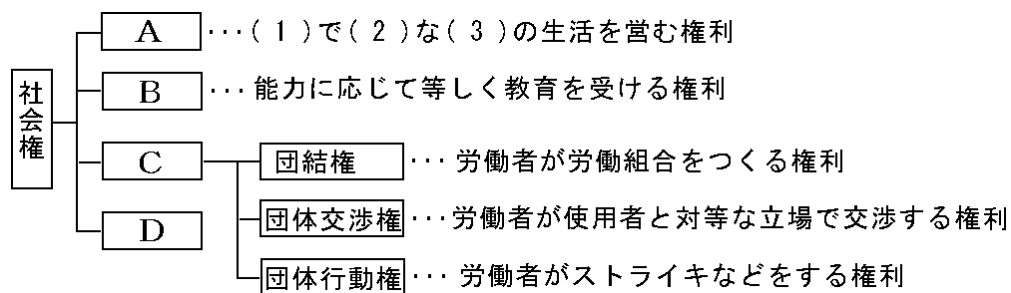 社会権
A ···( 1 )で( 2 )な( 3 )の生活を営む権利
B ···能力に応じて等しく教育を受ける権利
C 団結権 ··· 労働者が労働組合をつくる権利
D 団体交渉権 ···労働者が使用者と対等な立場で交渉する権利
団体行動権 ··· 労働者がストライキなどをする権利